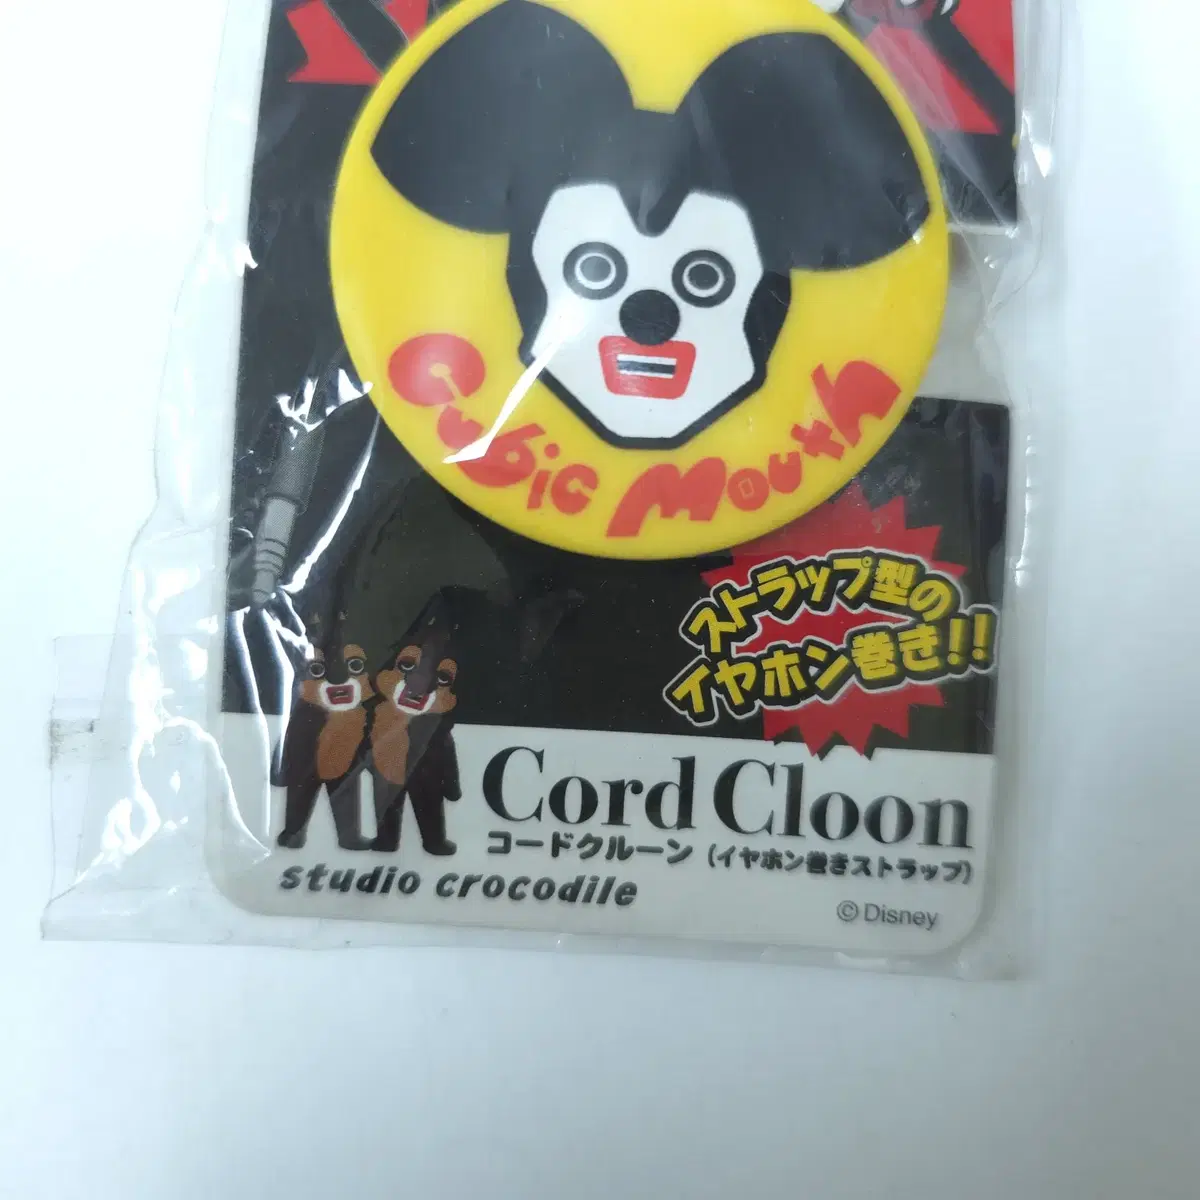 Cubic Mouth
ストラップ型の
イヤホン巻き!!
Cord Cloon
コードクルーン (イヤホン巻きストラップ)
studio crocodile
©Disney